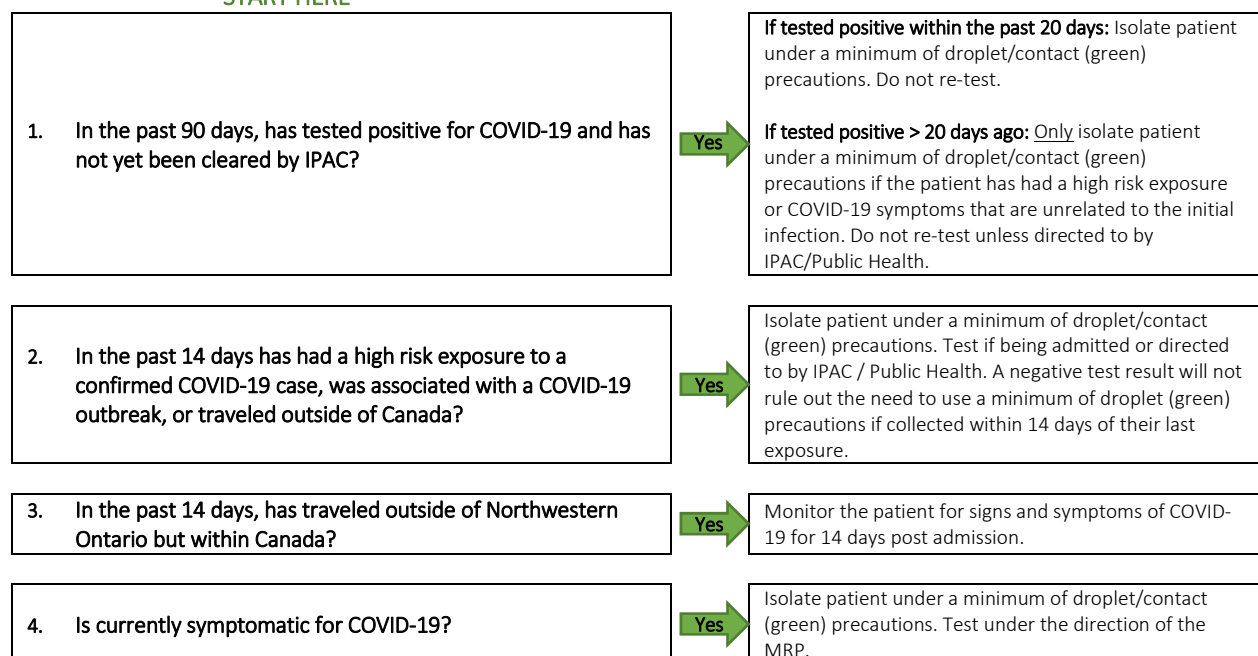 START HERE
1. In the past 90 days, has tested positive for COVID-19 and has
not yet been cleared by IPAC?
Yes
If tested positive within the past 20 days: Isolate patient
under a minimum of droplet/contact (green)
precautions. Do not re-test.
If tested positive > 20 days ago: Only isolate patient
under a minimum of droplet/contact (green)
precautions if the patient has had a high risk exposure
or COVID-19 symptoms that are unrelated to the initial
infection. Do not re-test unless directed to by
IPAC/Public Health.
2. In the past 14 days has had a high risk exposure to a
confirmed COVID-19 case, was associated with a COVID-19
outbreak, or traveled outside of Canada?
Yes
Isolate patient under a minimum of droplet/contact
(green) precautions. Test if being admitted or directed
to by IPAC / Public Health. A negative test result will not
rule out the need to use a minimum of droplet (green)
precautions if collected within 14 days of their last
exposure.
3. In the past 14 days, has traveled outside of Northwestern
Ontario but within Canada?
Yes
Monitor the patient for signs and symptoms of COVID-
19 for 14 days post admission.
4. Is currently symptomatic for COVID-19?
Yes
Isolate patient under a minimum of droplet/contact
(green) precautions. Test under the direction of the
MRP.